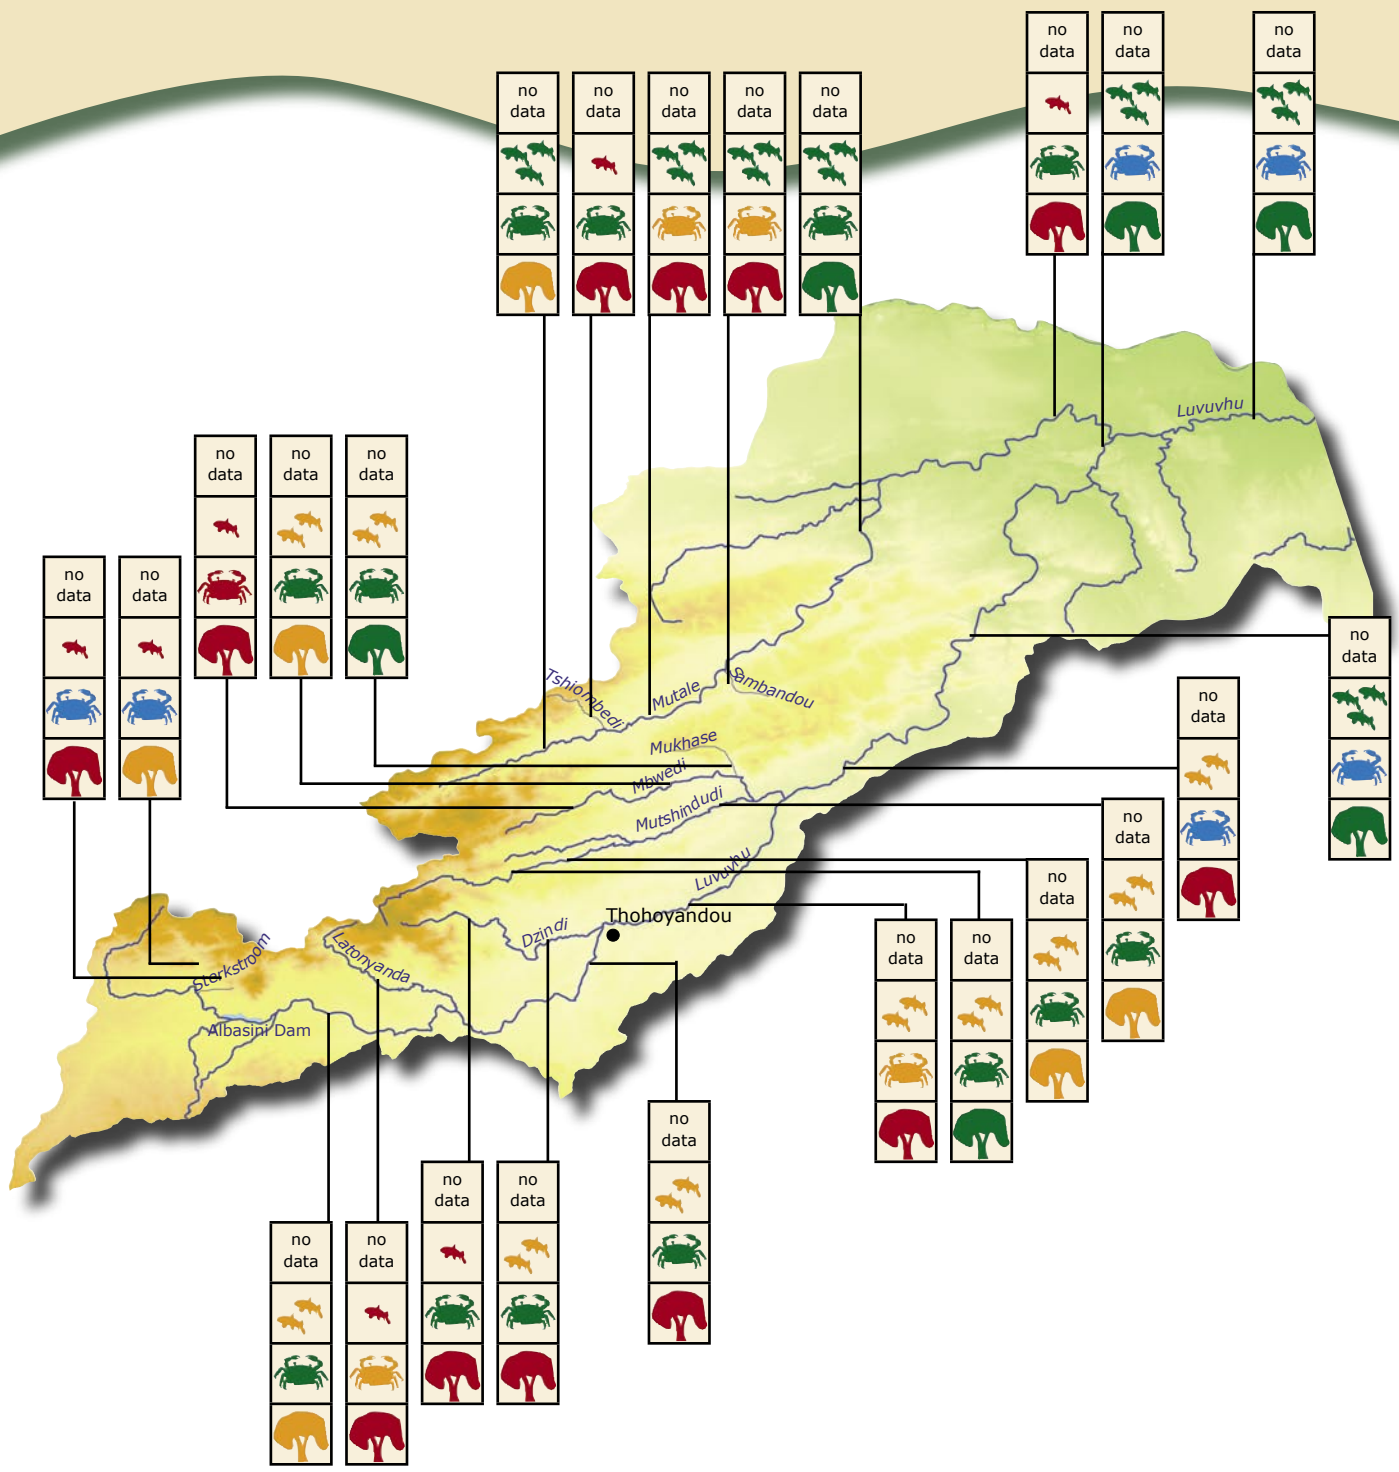 no
data
no
data
no
data
no
data
no
data
no
data
no
data
no
data
Luvuvhu
no
data
no
data
no
data
no
data
no
data
no
data
no
data
Tshiombedi
Mutale
Sambandou
Mukhase
Mbwedi
Mutshindudi
no
data
Luvuvhu
no
data
Thohoyandou
Dzindi
Latonyanda
Sterkstroom
Albasini Dam
no
data
no
data
no
data
no
data
no
data
no
data
no
data